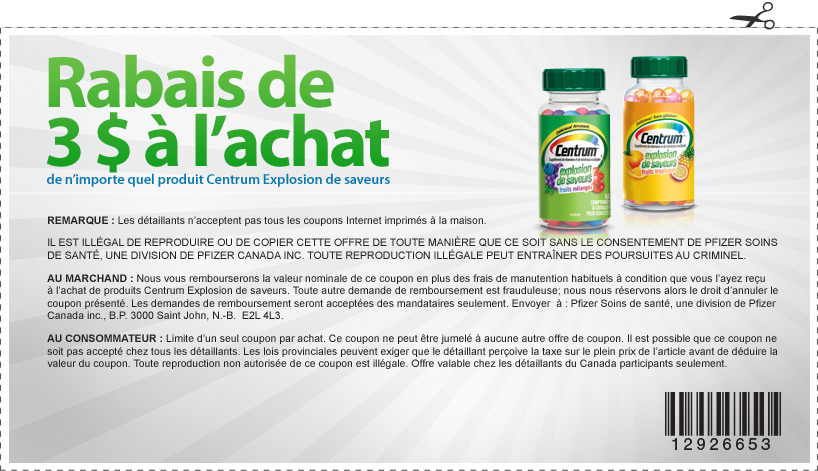 Rabais de
3 $ à l'achat
de n'importe quel produit Centrum Explosion de saveurs
Centrum
explosion
de saveurs
fruits mélangés
Centrum
explosion
de saveurs
fruits tropicaux
REMARQUE : Les détaillants n'acceptent pas tous les coupons Internet imprimés à la maison.
IL EST ILLÉGAL DE REPRODUIRE OU DE COPIER CETTE OFFRE DE TOUTE MANIÈRE QUE CE SOIT SANS LE CONSENTEMENT DE PFIZER SOINS
DE SANTÉ, UNE DIVISION DE PFIZER CANADA INC. TOUTE REPRODUCTION ILLÉGALE PEUT ENTRAÎNER DES POURSUITES AU CRIMINEL.
AU MARCHAND : Nous vous rembourserons la valeur nominale de ce coupon en plus des frais de manutention habituels à condition que vous l'ayez reçu
à l'achat de produits Centrum Explosion de saveurs. Toute autre demande de remboursement est frauduleuse; nous nous réservons alors le droit d'annuler le
coupon présenté. Les demandes de remboursement seront acceptées des mandataires seulement. Envoyer à : Pfizer Soins de santé, une division de Pfizer
Canada inc., B.P. 3000 Saint John, N.-B. E2L 4L3.
AU CONSOMMATEUR : Limite d'un seul coupon par achat. Ce coupon ne peut être jumelé à aucune autre offre de coupon. Il est possible que ce coupon ne
soit pas accepté chez tous les détaillants. Les lois provinciales peuvent exiger que le détaillant perçoive la taxe sur le plein prix de l'article avant de déduire la
valeur du coupon. Toute reproduction non autorisée de ce coupon est illégale. Offre valable chez les détaillants du Canada participants seulement.
12926653